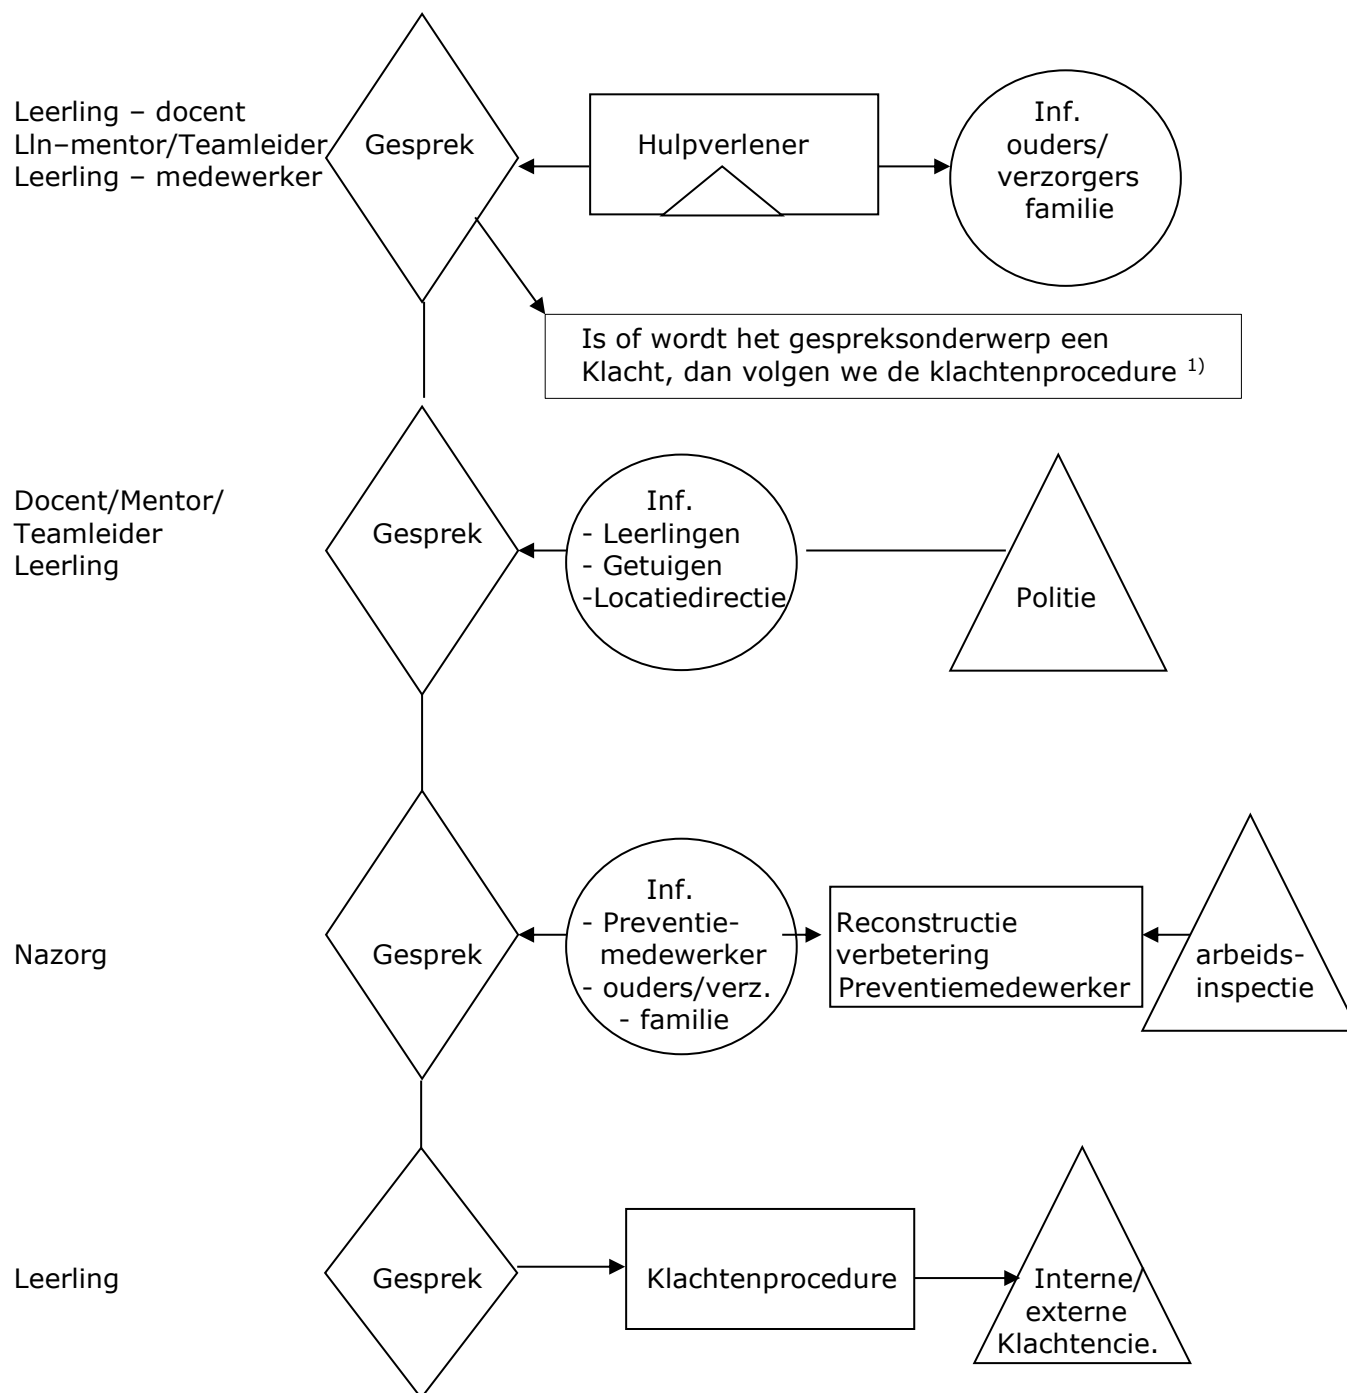 Leerling – docent
Lln–mentor/Teamleider
Leerling – medewerker
Gesprek
Hulpverlener
Inf.
ouders/
verzorgers
familie
Is of wordt het gespreksonderwerp een
Klacht, dan volgen we de klachtenprocedure 1)
Docent/Mentor/
Teamleider
Leerling
Gesprek
Inf.
- Leerlingen
- Getuigen
-Locatiedirectie
Politie
Nazorg
Gesprek
Inf.
- Preventie-
medewerker
- ouders/verz.
- familie
Reconstructie
verbetering
Preventiemedewerker
arbeids-
inspectie
Leerling
Gesprek
Klachtenprocedure
Interne/
externe
Klachtencie.